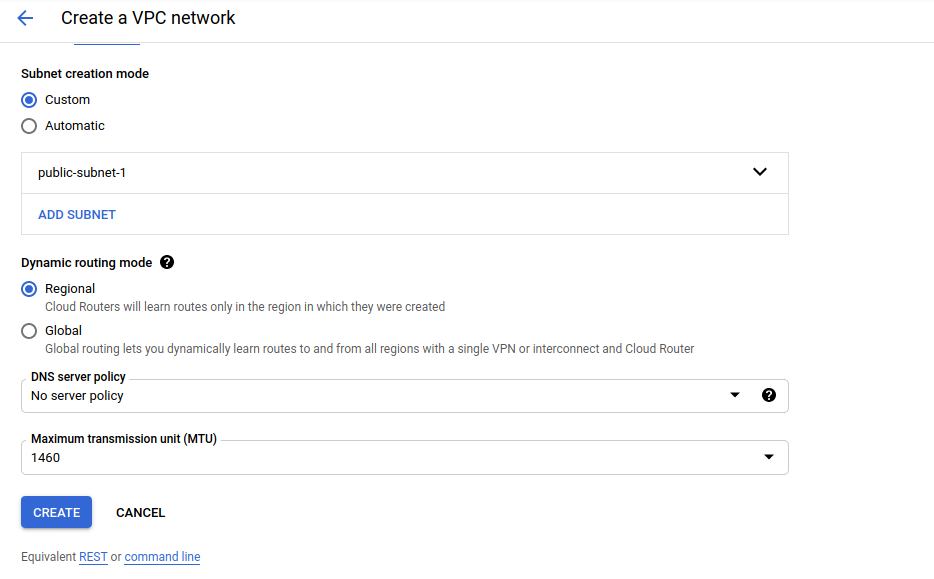 Create a VPC network
Subnet creation mode
Custom
Automatic
public-subnet-1
ADD SUBNET
Dynamic routing mode ?
Regional
Cloud Routers will learn routes only in the region in which they were created
Global
Global routing lets you dynamically learn routes to and from all regions with a single VPN or interconnect and Cloud Router
DNS server policy
No server policy ?
Maximum transmission unit (MTU)
1460
CREATE CANCEL
Equivalent REST or command line